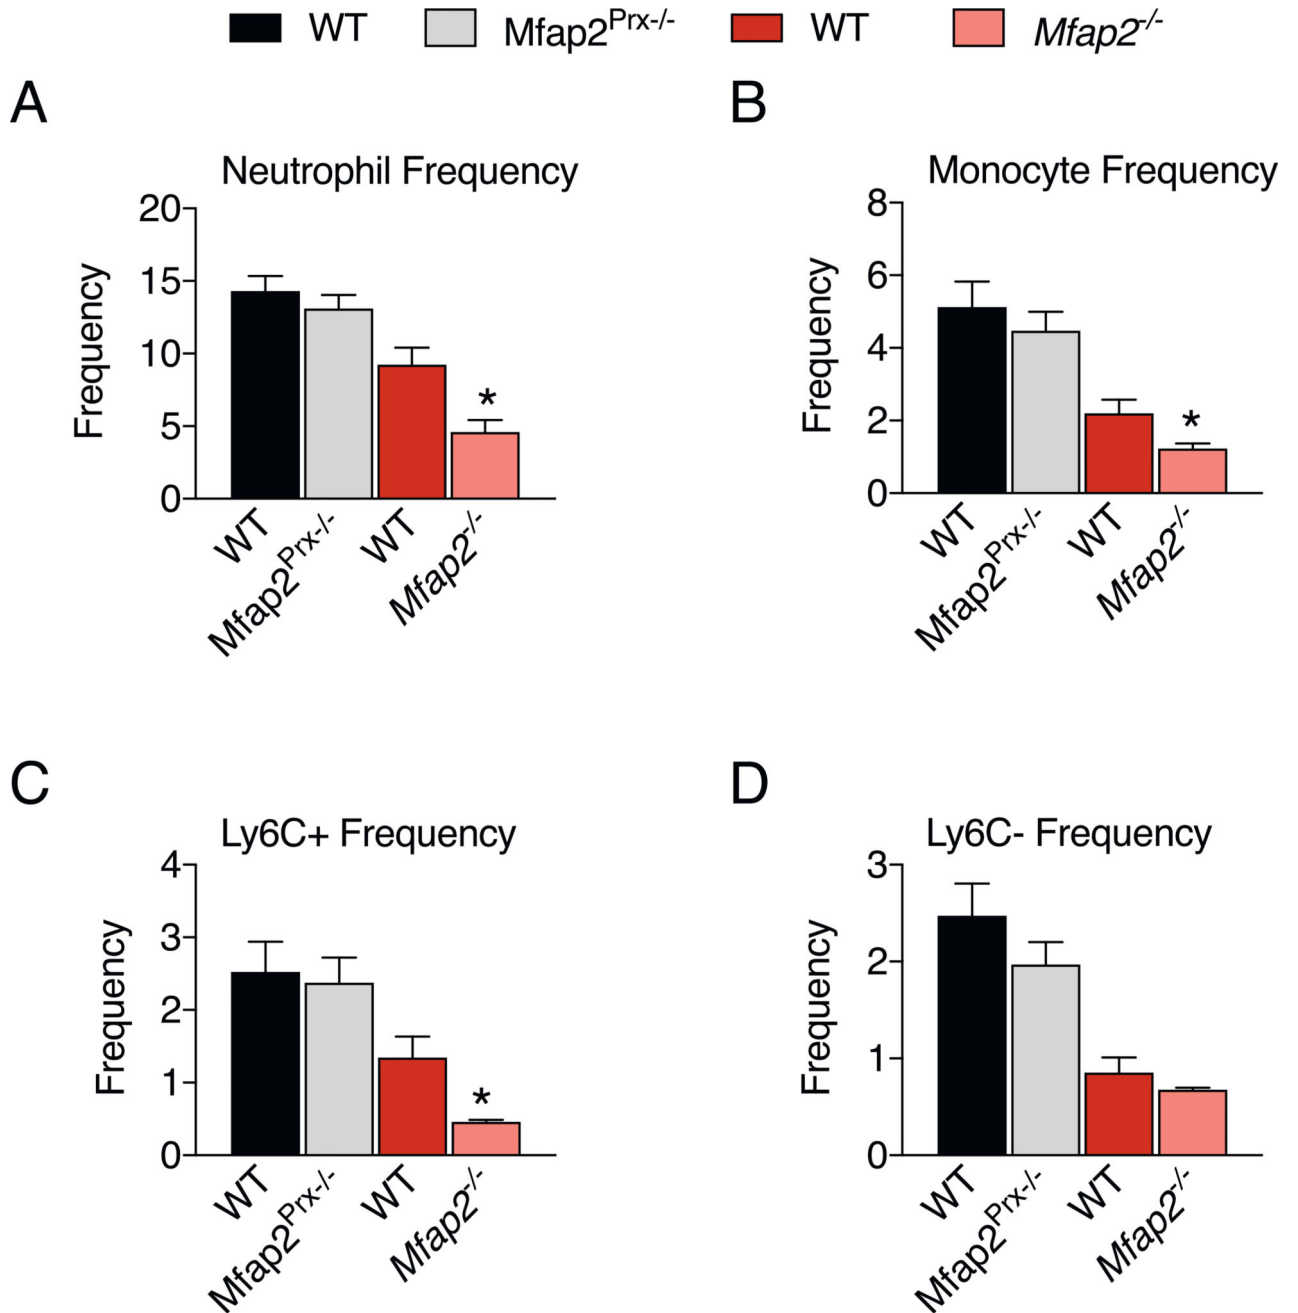 WT Mfap2Prx-/- WT Mfap2-/-
A
Neutrophil Frequency
Frequency
20
15
10
5
0
*
WT
Mfap2Prx-/-
WT
Mfap2-/-
B
Monocyte Frequency
Frequency
8
6
4
2
0
*
WT
Mfap2Prx-/-
WT
Mfap2-/-
C
Ly6C+ Frequency
Frequency
4
3
2
1
0
*
WT
Mfap2Prx-/-
WT
Mfap2-/-
D
Ly6C- Frequency
Frequency
3
2
1
0
WT
Mfap2Prx-/-
WT
Mfap2-/-